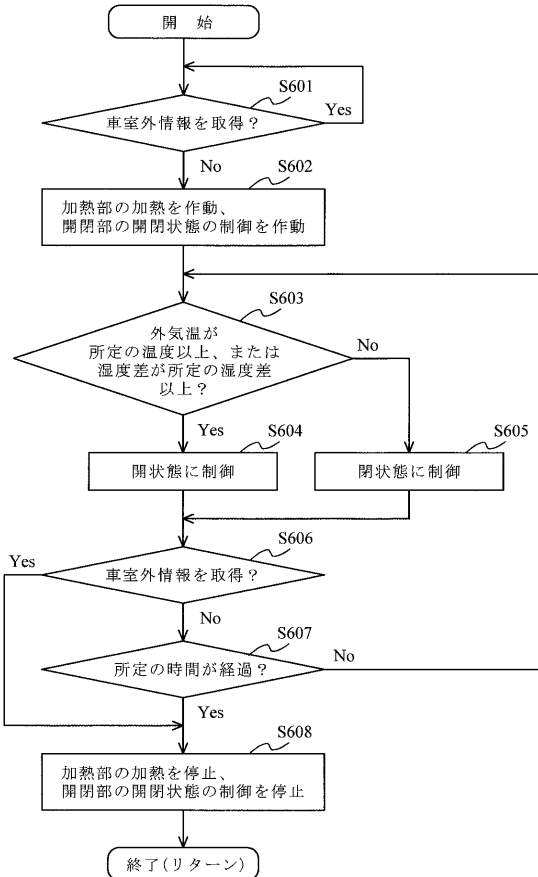 開 始
S601
車室外情報を取得？
Yes
No
S602
加熱部の加熱を作動、
開閉部の開閉状態の制御を作動
S603
外気温が
所定の温度以上、または
湿度差が所定の湿度差
以上？
No
Yes
S604
S605
開状態に制御
閉状態に制御
S606
Yes
車室外情報を取得？
No
S607
所定の時間が経過？
No
Yes
S608
加熱部の加熱を停止、
開閉部の開閉状態の制御を停止
終了(リターン)